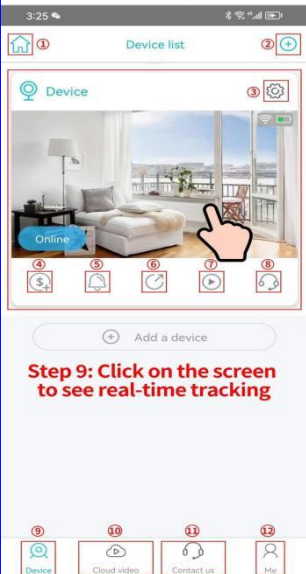 3:25
① Device list ②
Device ③
Online
④ ⑤ ⑥ ⑦ ⑧
Add a device
Step 9: Click on the screen
to see real-time tracking
⑨ ⑩ ⑪ ⑫
Device Cloud video Contact us Me